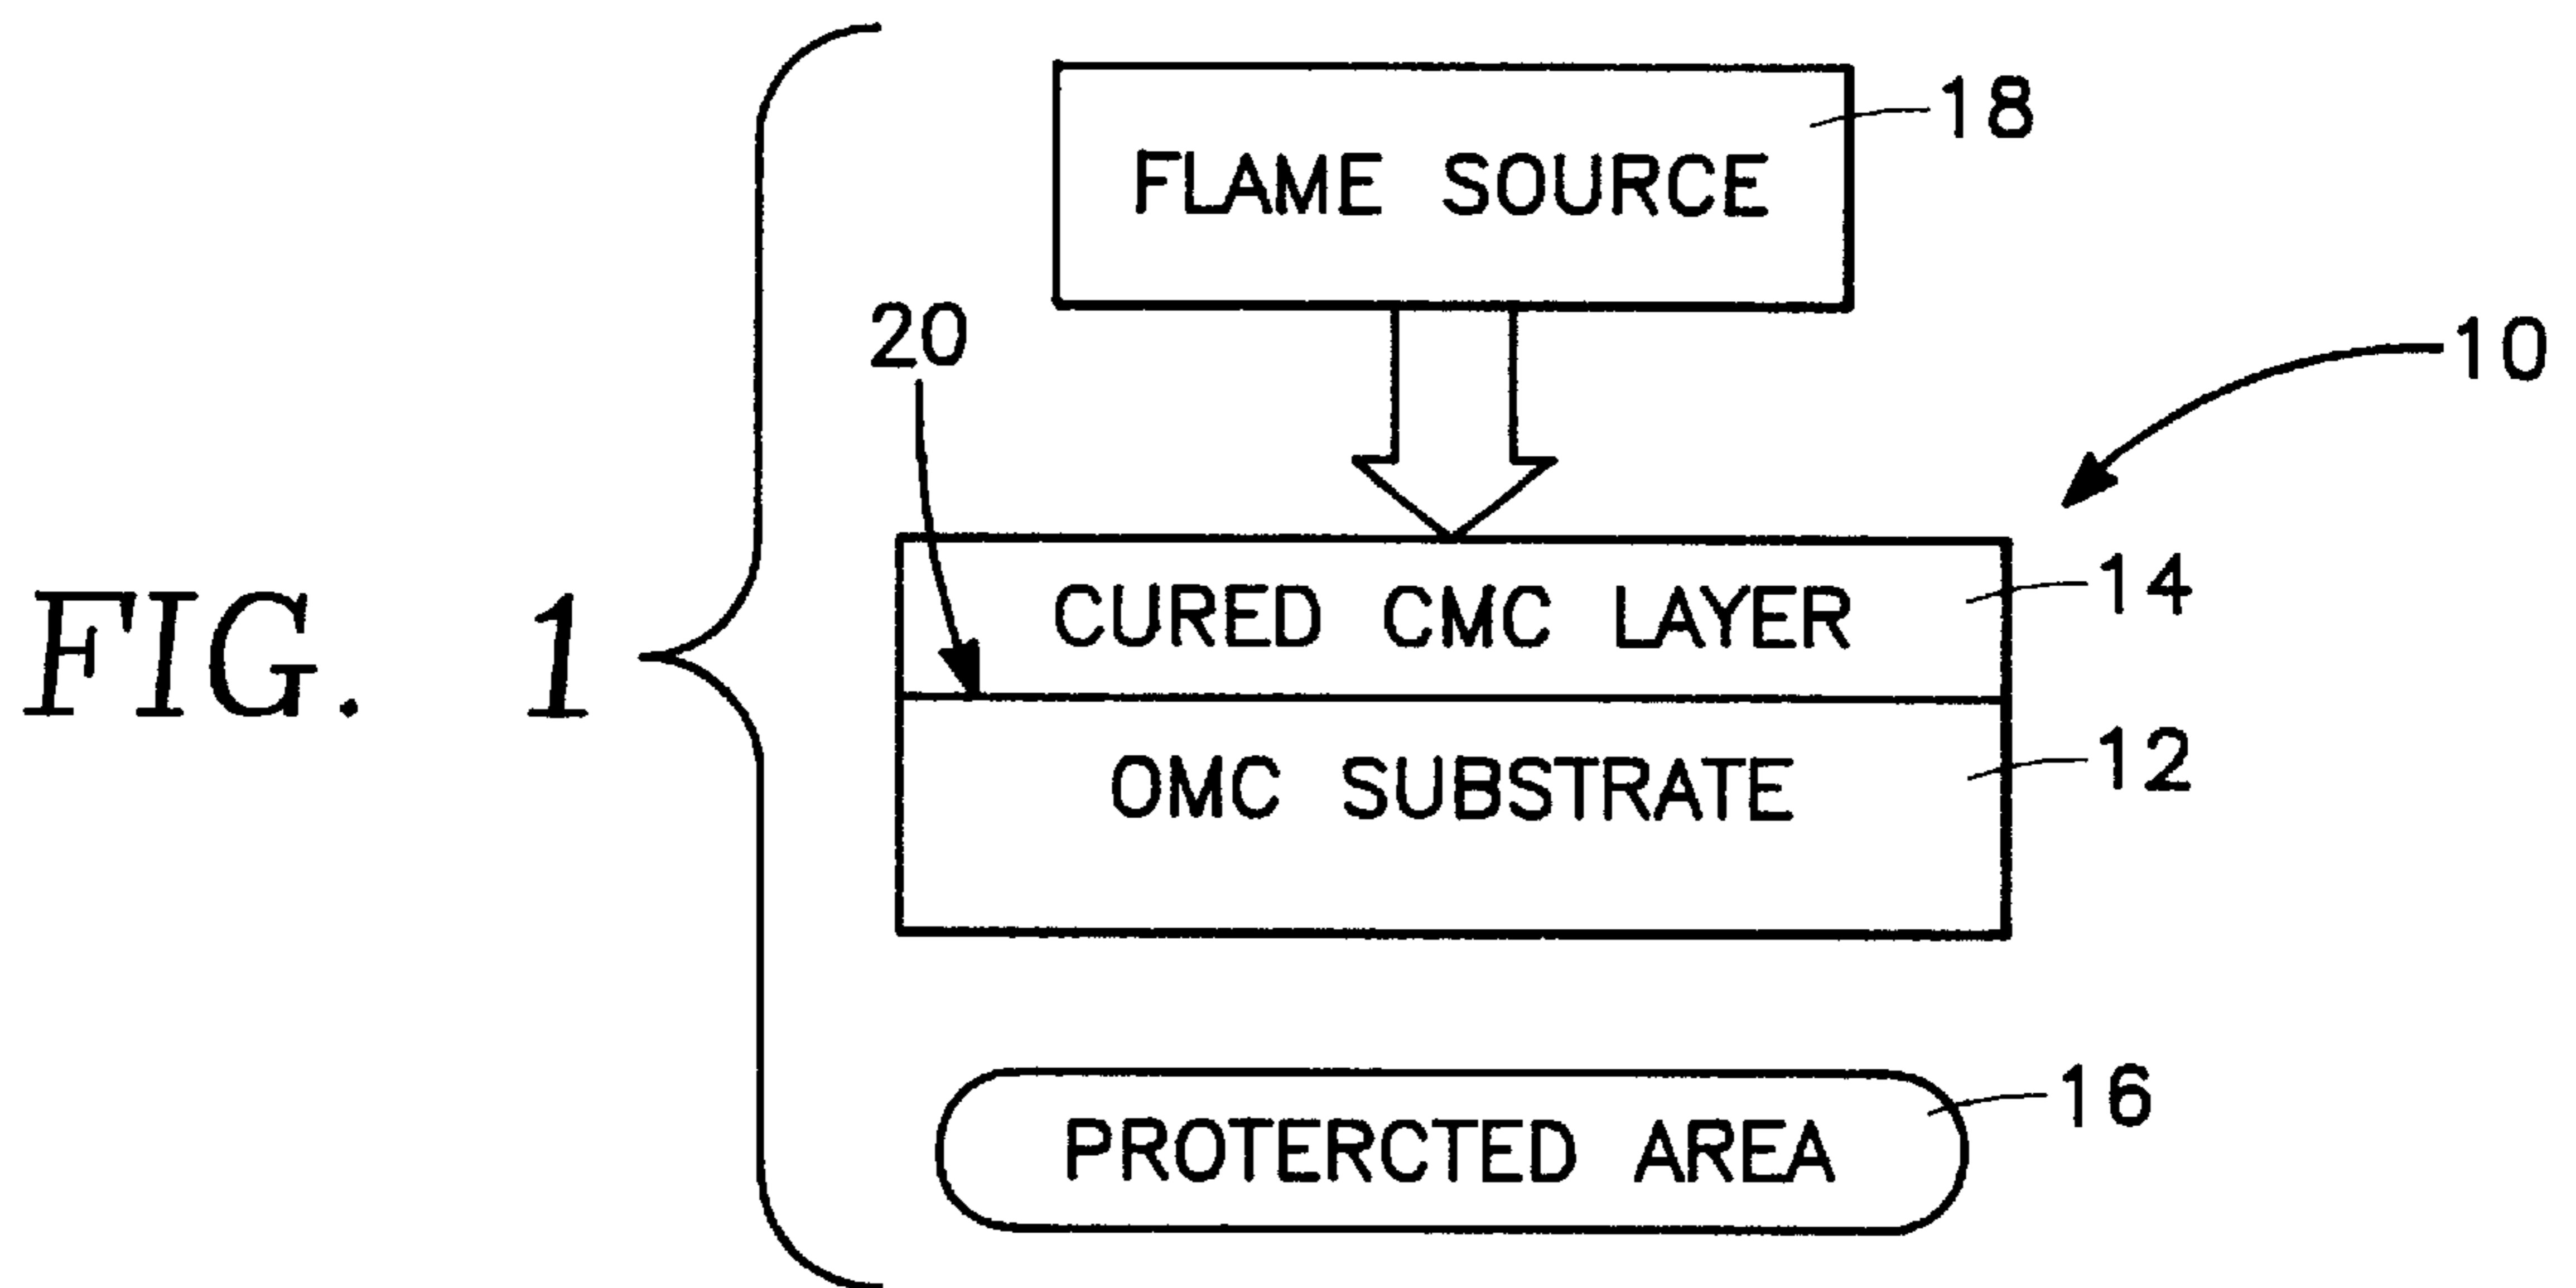 18
FLAME SOURCE
20
10
CURED CMC LAYER
14
FIG. 1
OMC SUBSTRATE
12
PROTERCTED AREA
16